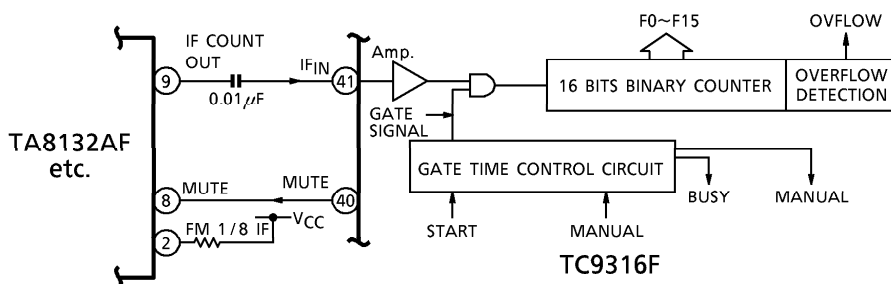 IF COUNT
OUT
9
0.01μF
IFIN
41
Amp.
F0~F15
OVFLOW
16 BITS BINARY COUNTER
OVERFLOW
DETECTION
GATE
SIGNAL
TA8132AF
etc.
GATE TIME CONTROL CIRCUIT
8
MUTE
MUTE
40
BUSY
MANUAL
VCC
2
FM 1/8 IF
START
MANUAL
TC9316F